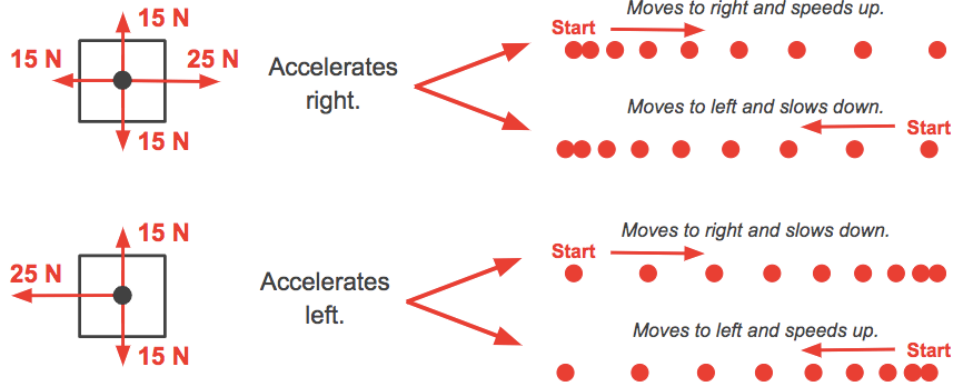 15 N
15 N
25 N
15 N
Accelerates
right.
Moves to right and speeds up.
Start
Moves to left and slows down.
Start
15 N
25 N
15 N
Accelerates
left.
Moves to right and slows down.
Start
Moves to left and speeds up.
Start